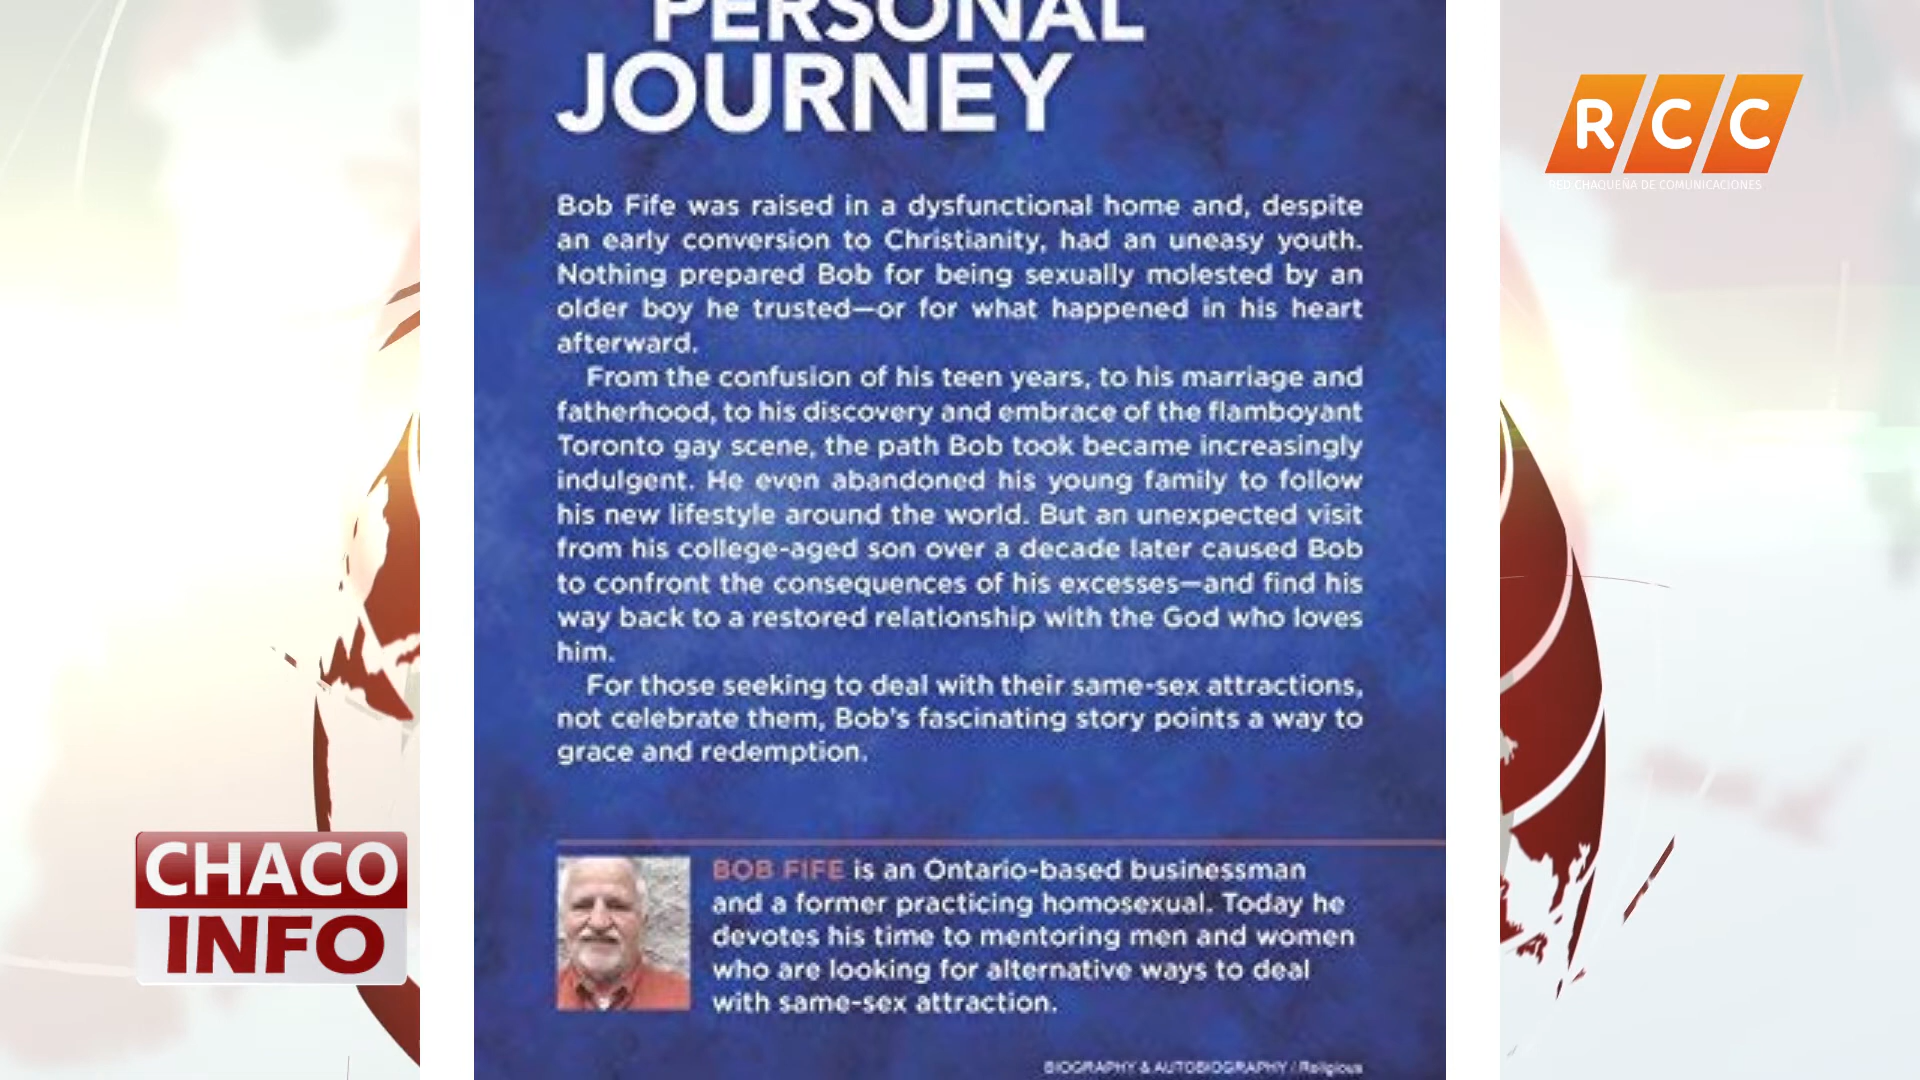 PERSONAL
JOURNEY
Bob Fife was raised in a dysfunctional home and, despite
an early conversion to Christianity, had an uneasy youth.
Nothing prepared Bob for being sexually molested by an
older boy he trusted—or for what happened in his heart
afterward.
From the confusion of his teen years, to his marriage and
fatherhood, to his discovery and embrace of the flamboyant
Toronto gay scene, the path Bob took became increasingly
indulgent. He even abandoned his young family to follow
his new lifestyle around the world. But an unexpected visit
from his college-aged son over a decade later caused Bob
to confront the consequences of his excesses—and find his
way back to a restored relationship with the God who loves
him.
For those seeking to deal with their same-sex attractions,
not celebrate them, Bob's fascinating story points a way to
grace and redemption.
BOB FIFE is an Ontario-based businessman
and a former practicing homosexual. Today he
devotes his time to mentoring men and women
who are looking for alternative ways to deal
with same-sex attraction.
BIOGRAPHY & AUTOBIOGRAPHY / Religious
RCC
RED CHAQUEÑA DE COMUNICACIONES
CHACO
INFO